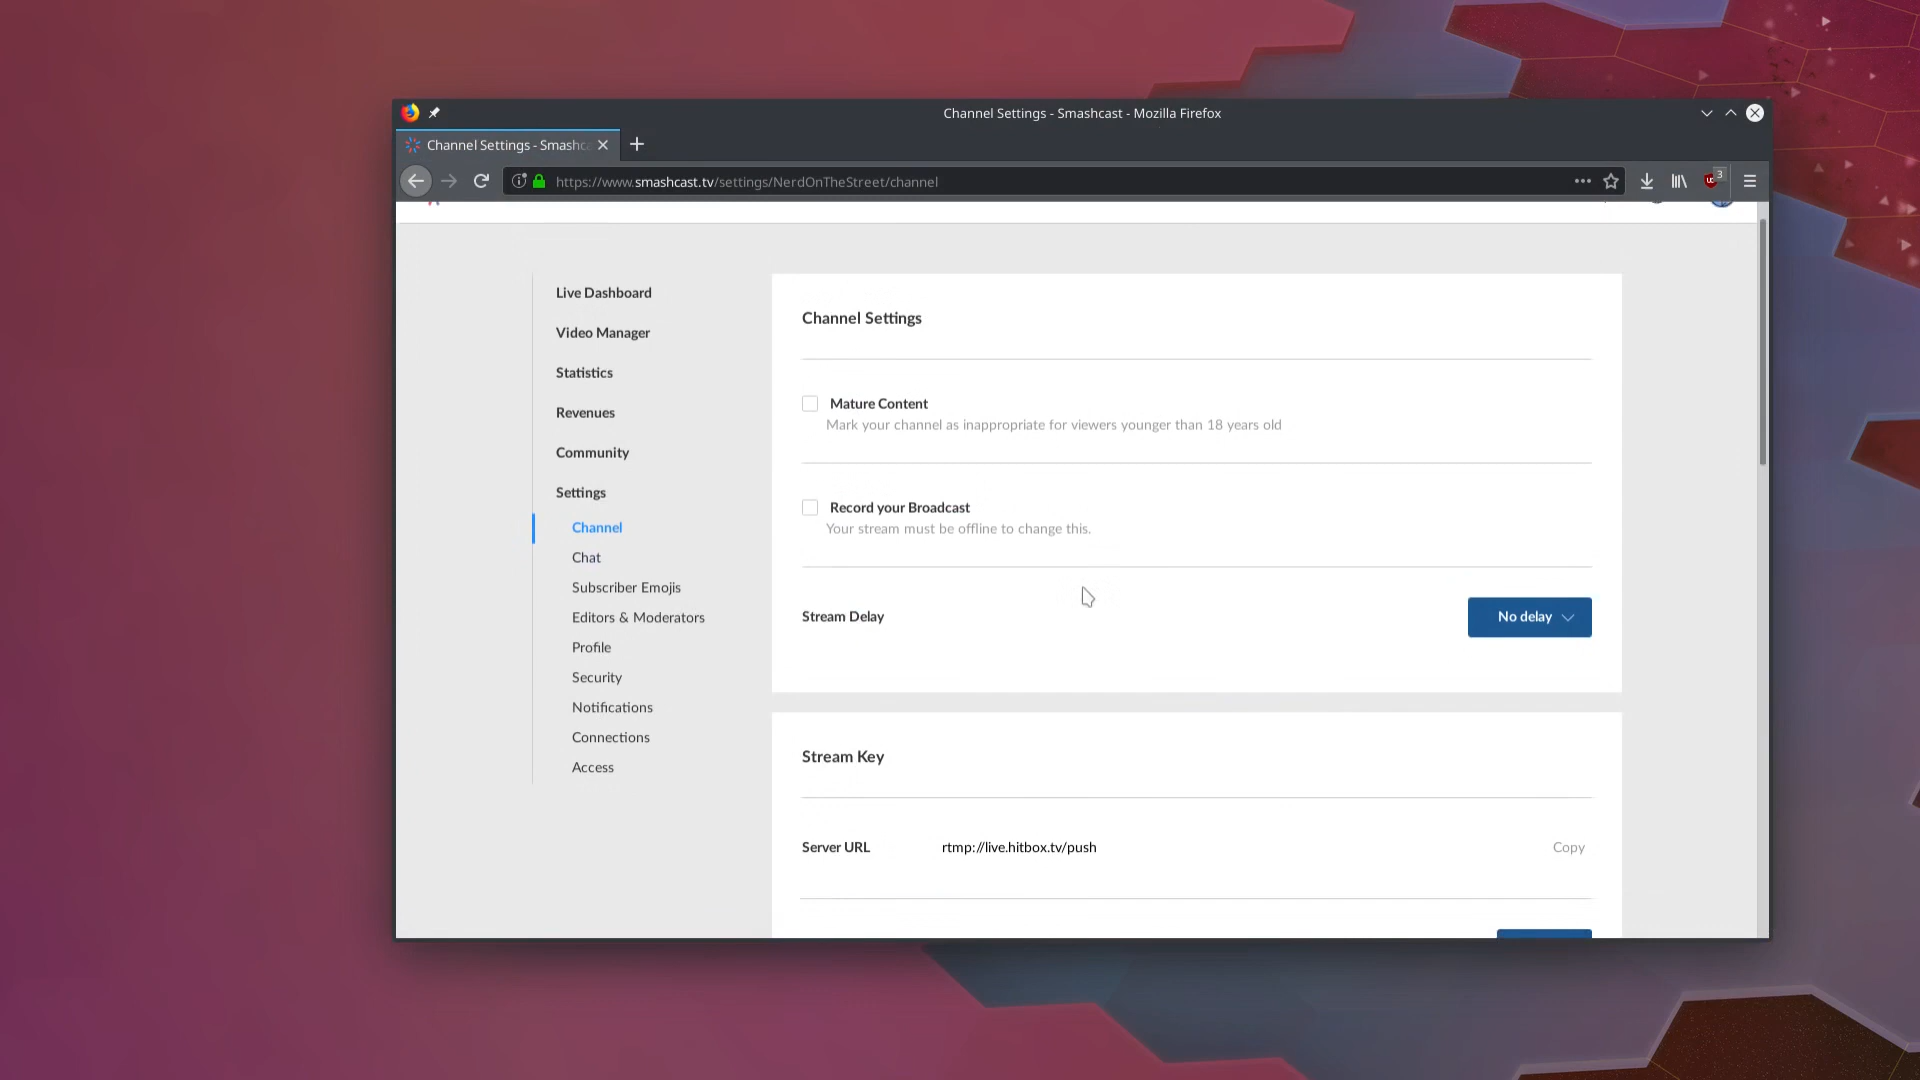 Channel Settings - Smashcast - Mozilla Firefox
Channel Settings - Smashc
https://www.smashcast.tv/settings/NerdOnTheStreet/channel
3
Live Dashboard
Video Manager
Statistics
Revenues
Community
Settings
Channel
Chat
Subscriber Emojis
Editors & Moderators
Profile
Security
Notifications
Connections
Access
Channel Settings
Mature Content
Mark your channel as inappropriate for viewers younger than 18 years old
Record your Broadcast
Your stream must be offline to change this.
Stream Delay
No delay
Stream Key
Server URL
rtmp://live.hitbox.tv/push
Copy